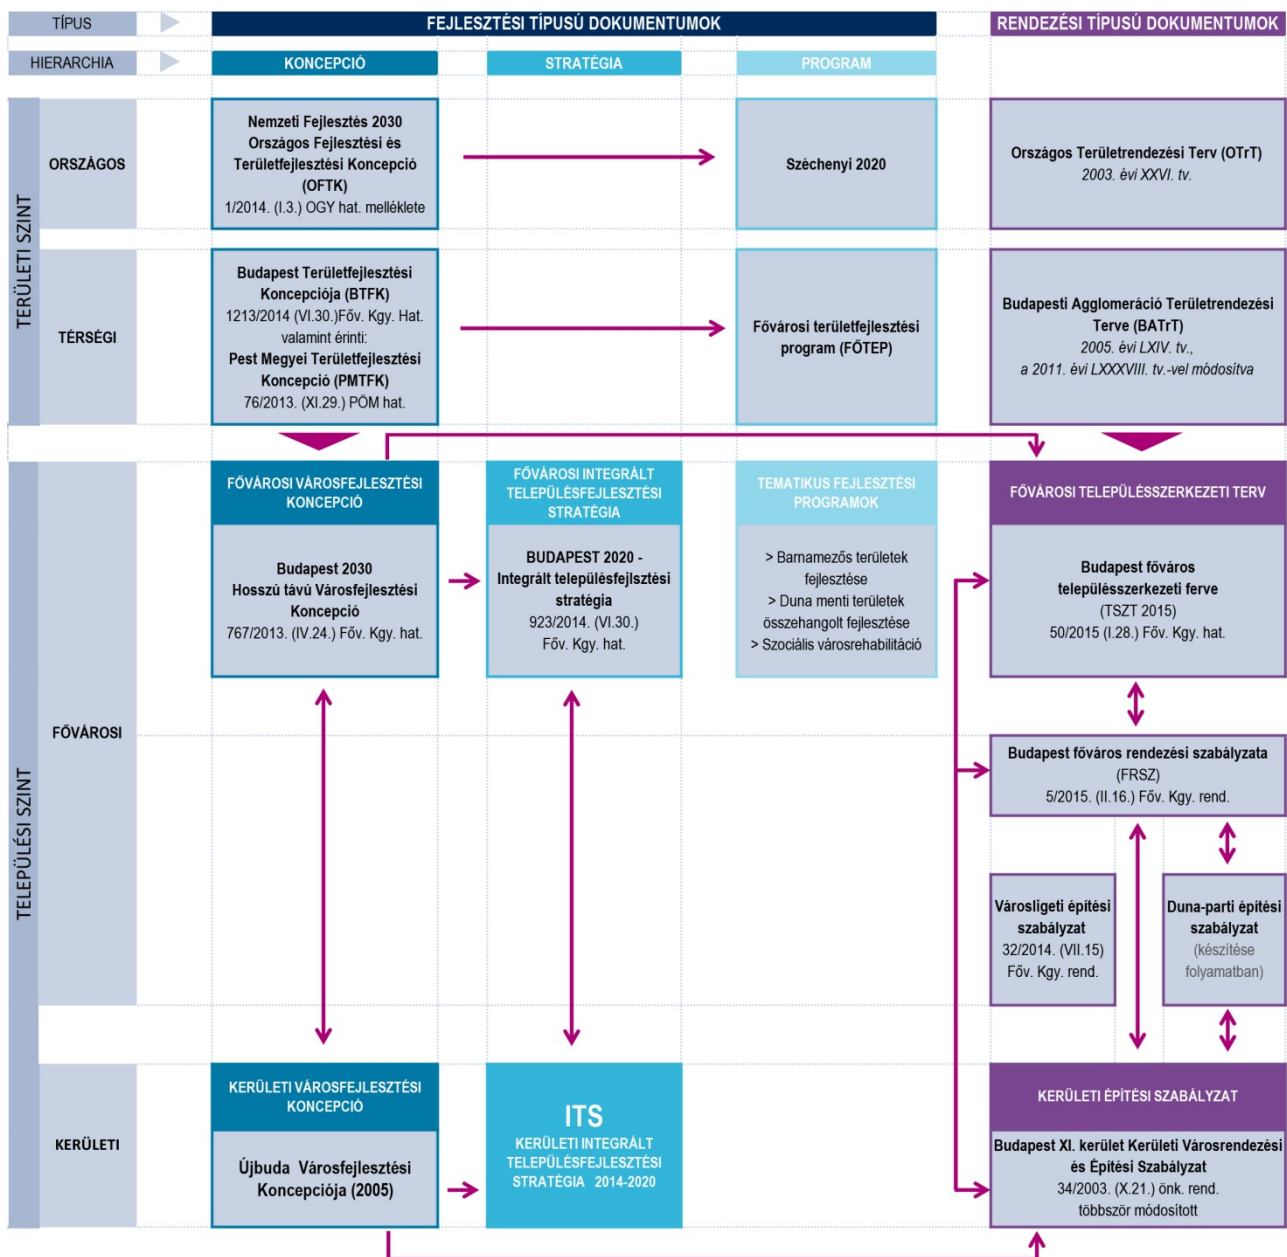 TÍPUS
FEJLESZTÉSI TÍPUSÚ DOKUMENTUMOK
RENDEZÉSI TÍPUSÚ DOKUMENTUMOK
HIERARCHIA
KONCEPCIÓ
STRATÉGIA
PROGRAM
TERÜLETI SZINT
ORSZÁGOS
Nemzeti Fejlesztés 2030
Országos Fejlesztési és
Területfejlesztési Koncepció
(OFTK)
1/2014. (I.3.) OGY hat. melléklete
Széchenyi 2020
Országos Területrendezési Terv (OTrT)
2003. évi XXVI. tv.
TÉRSÉGI
Budapest Területfejlesztési
Koncepciója (BTFK)
1213/2014 (VI.30.)Főv. Kgy. Hat.
valamint érinti:
Pest Megyei Területfejlesztési
Koncepció (PMTFK)
76/2013. (XI.29.) PÖM hat.
Fővárosi területfejlesztési
program (FŐTEP)
Budapesti Agglomeráció Területrendezési
Terve (BATrT)
2005. évi LXIV. tv.,
a 2011. évi LXXXVIII. tv.-vel módosítva
TELEPÜLÉSI SZINT
FŐVÁROSI
FŐVÁROSI VÁROSFEJLESZTÉSI
KONCEPCIÓ
Budapest 2030
Hosszú távú Városfejlesztési
Koncepció
767/2013. (IV.24.) Főv. Kgy. hat.
FŐVÁROSI INTEGRÁLT
TELEPÜLÉSFEJLESZTÉSI
STRATÉGIA
BUDAPEST 2020 -
Integrált településfejlsztési
stratégia
923/2014. (VI.30.)
Főv. Kgy. hat.
TEMATIKUS FEJLESZTÉSI
PROGRAMOK
> Barnamezős területek
fejlesztése
> Duna menti területek
összehangolt fejlesztése
> Szociális városrehabilitáció
FŐVÁROSI TELEPÜLÉSSZERKEZETI TERV
Budapest főváros
településszerkezeti ferve
(TSZT 2015)
50/2015 (I.28.) Főv. Kgy. hat.
Budapest főváros rendezési szabályzata
(FRSZ)
5/2015. (II.16.) Főv. Kgy. rend.
Városligeti építési
szabályzat
32/2014. (VII.15)
Főv. Kgy. rend.
Duna-parti építési
szabályzat
(készítése
folyamatban)
KERÜLETI
KERÜLETI VÁROSFEJLESZTÉSI
KONCEPCIÓ
Újbuda Városfejlesztési
Koncepciója (2005)
ITS
KERÜLETI INTEGRÁLT
TELEPÜLÉSFEJLESZTÉSI
STRATÉGIA 2014-2020
KERÜLETI ÉPÍTÉSI SZABÁLYZAT
Budapest XI. kerület Kerületi Városrendezési
és Építési Szabályzat
34/2003. (X.21.) önk. rend.
többször módosított